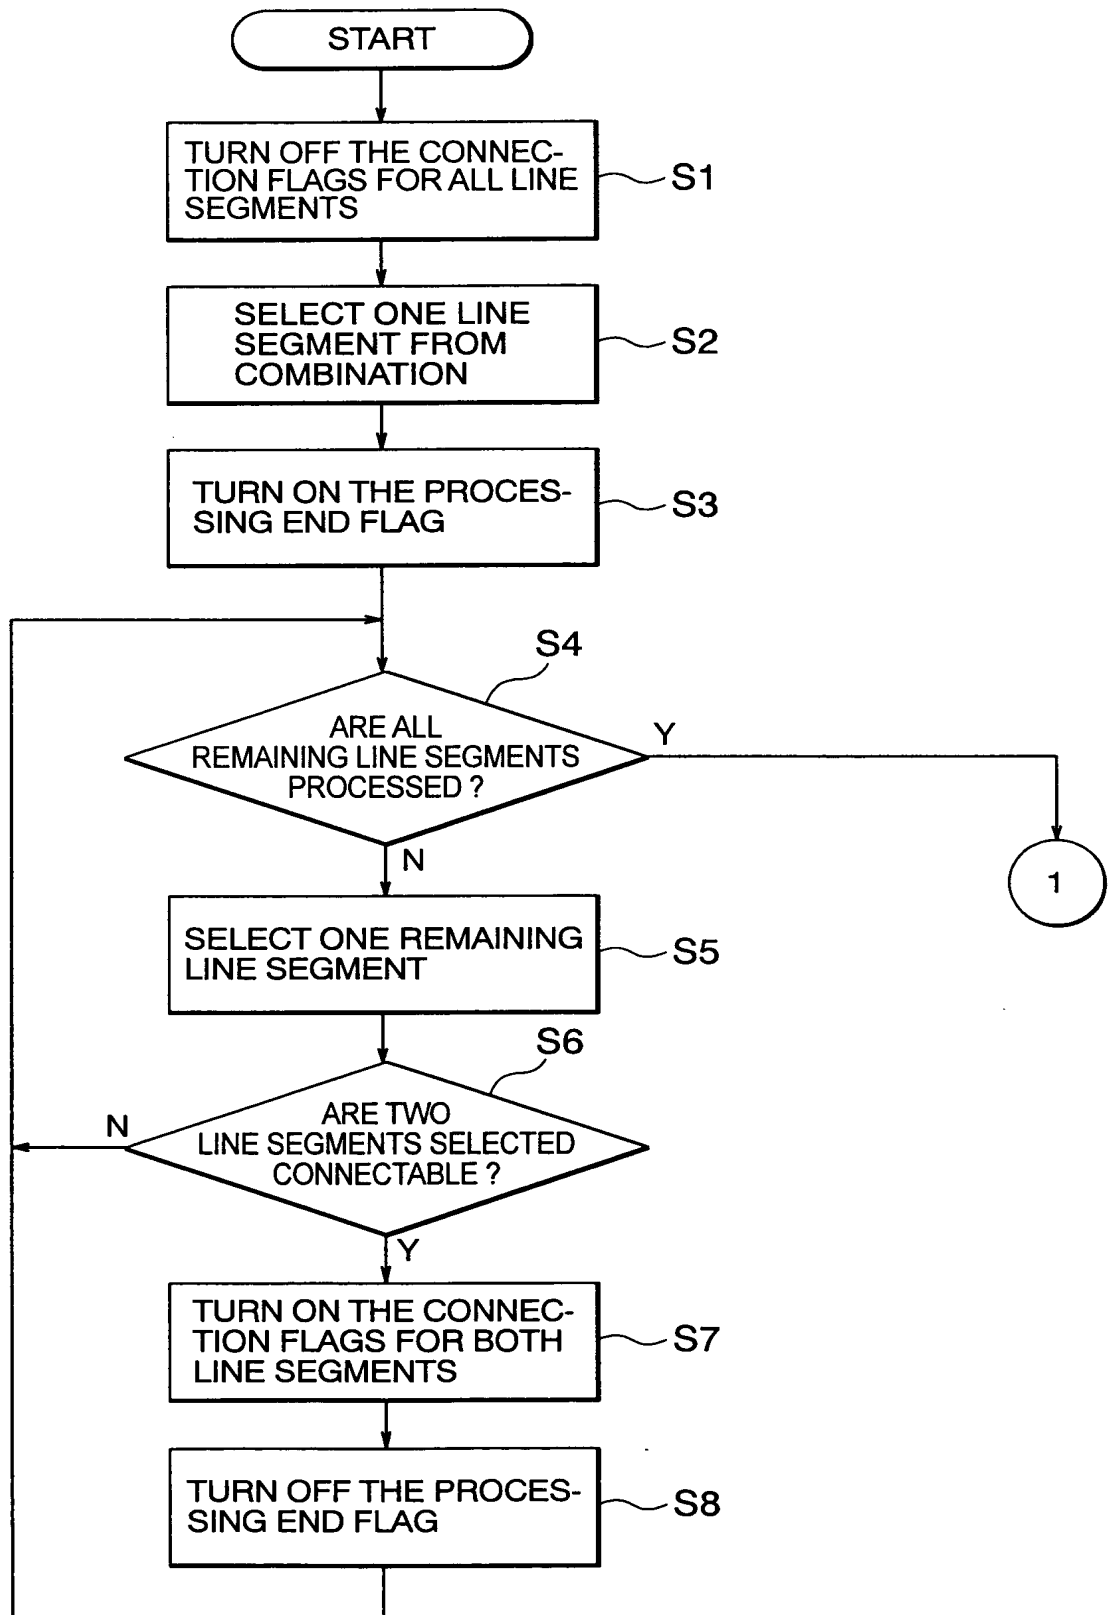 START
TURN OFF THE CONNEC-
TION FLAGS FOR ALL LINE
SEGMENTS
S1
SELECT ONE LINE
SEGMENT FROM
COMBINATION
S2
TURN ON THE PROCES-
SING END FLAG
S3
S4
ARE ALL
REMAINING LINE SEGMENTS
PROCESSED ?
Y
N
1
SELECT ONE REMAINING
LINE SEGMENT
S5
S6
ARE TWO
LINE SEGMENTS SELECTED
CONNECTABLE ?
N
Y
TURN ON THE CONNEC-
TION FLAGS FOR BOTH
LINE SEGMENTS
S7
TURN OFF THE PROCES-
SING END FLAG
S8